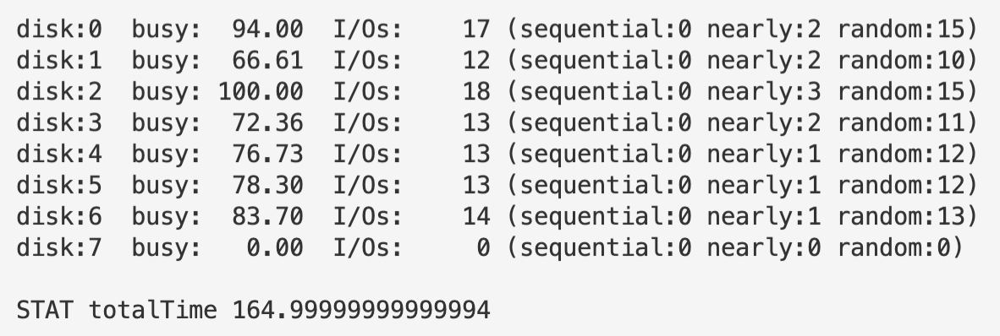 disk:0  busy:  94.00  I/Os:    17 (sequential:0 nearly:2 random:15)
disk:1  busy:  66.61  I/Os:    12 (sequential:0 nearly:2 random:10)
disk:2  busy: 100.00  I/Os:    18 (sequential:0 nearly:3 random:15)
disk:3  busy:  72.36  I/Os:    13 (sequential:0 nearly:2 random:11)
disk:4  busy:  76.73  I/Os:    13 (sequential:0 nearly:1 random:12)
disk:5  busy:  78.30  I/Os:    13 (sequential:0 nearly:1 random:12)
disk:6  busy:  83.70  I/Os:    14 (sequential:0 nearly:1 random:13)
disk:7  busy:   0.00  I/Os:     0 (sequential:0 nearly:0 random:0)
STAT totalTime 164.99999999999994